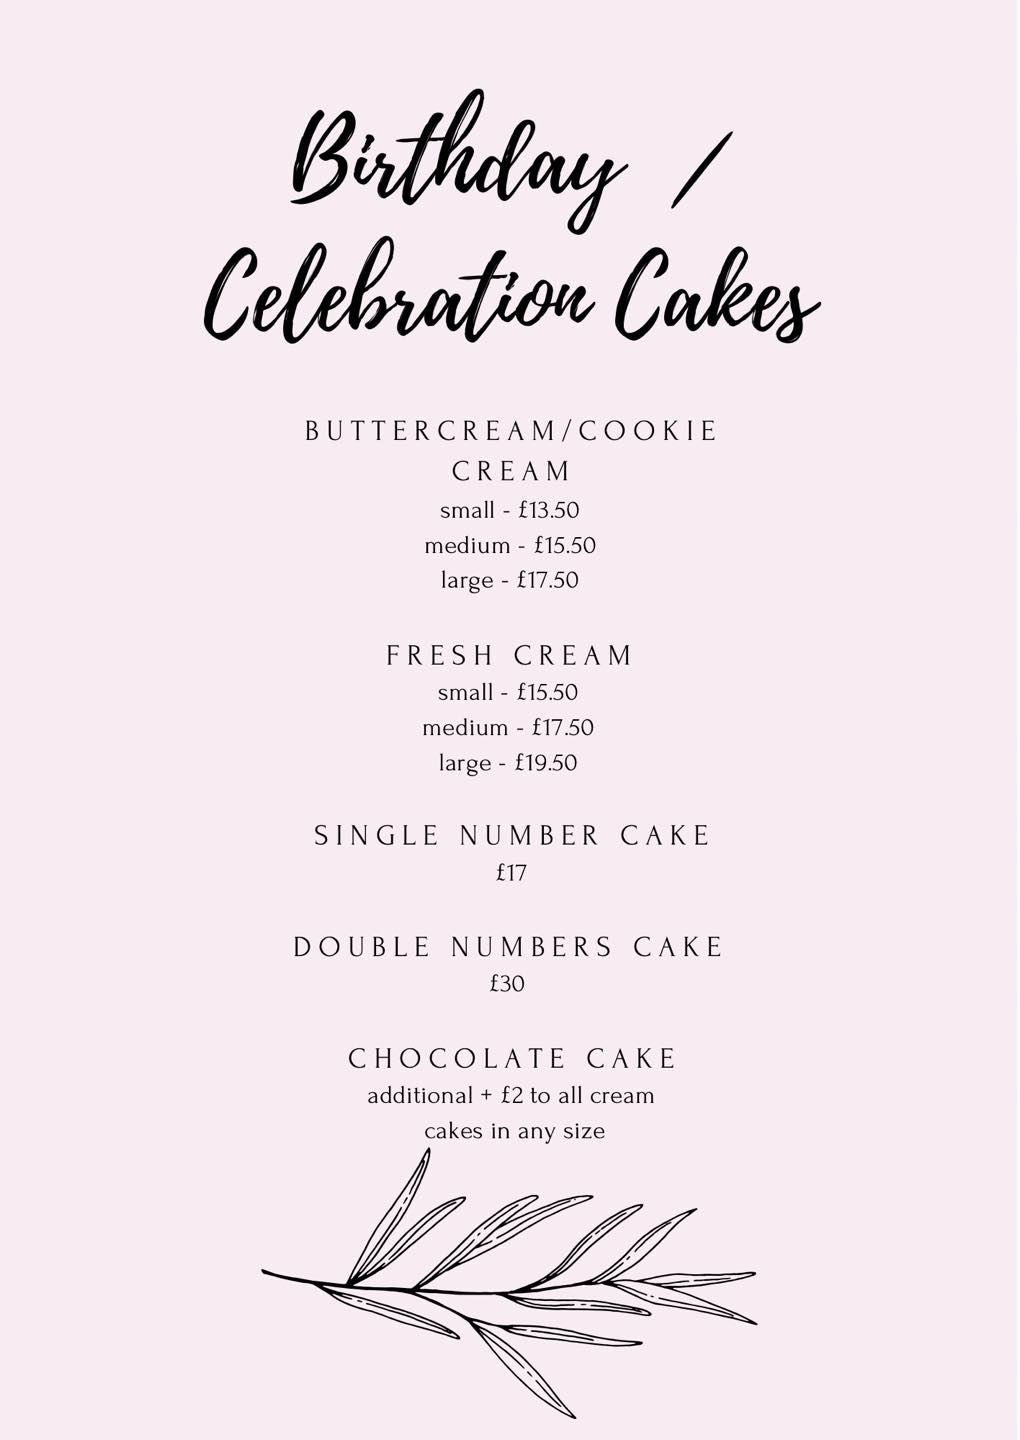 Birthday /
Celebration Cakes
BUTTERCREAM/COOKIE
CREAM
small - £13.50
medium - £15.50
large - £17.50
FRESH CREAM
small - £15.50
medium - £17.50
large - £19.50
SINGLE NUMBER CAKE
£17
DOUBLE NUMBERS CAKE
£30
CHOCOLATE CAKE
additional + £2 to all cream
cakes in any size